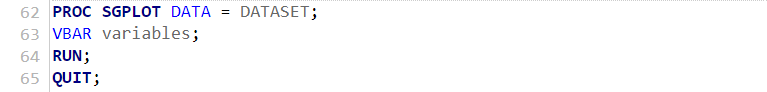 62 PROC SGPLOT DATA = DATASET;
63 VBAR variables;
64 RUN;
65 QUIT;